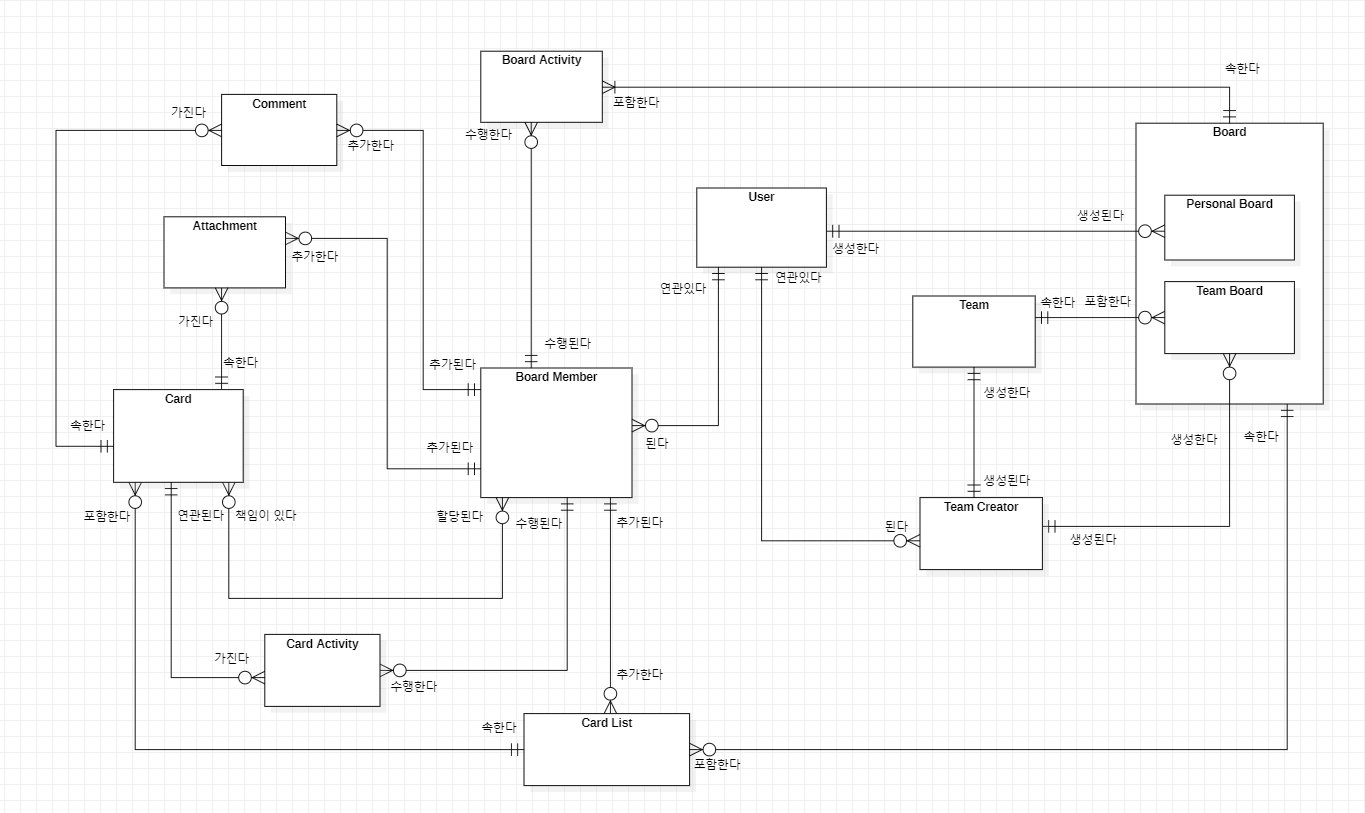 Board Activity
속한다
포함한다
Comment
가진다
수행한다
Board
추가한다
User
Personal Board
생성된다
Attachment
생성한다
추가한다
연관있다
연관있다
Team Board
Team
속한다
포함한다
가진다
수행된다
속한다
추가된다
Board Member
생성한다
Card
속한다
된다
생성한다
속한다
추가된다
생성된다
Team Creator
포함한다
연관된다
책임이 있다
할당된다
수행된다
추가된다
된다
생성된다
Card Activity
가진다
수행한다
추가한다
속한다
Card List
포함한다